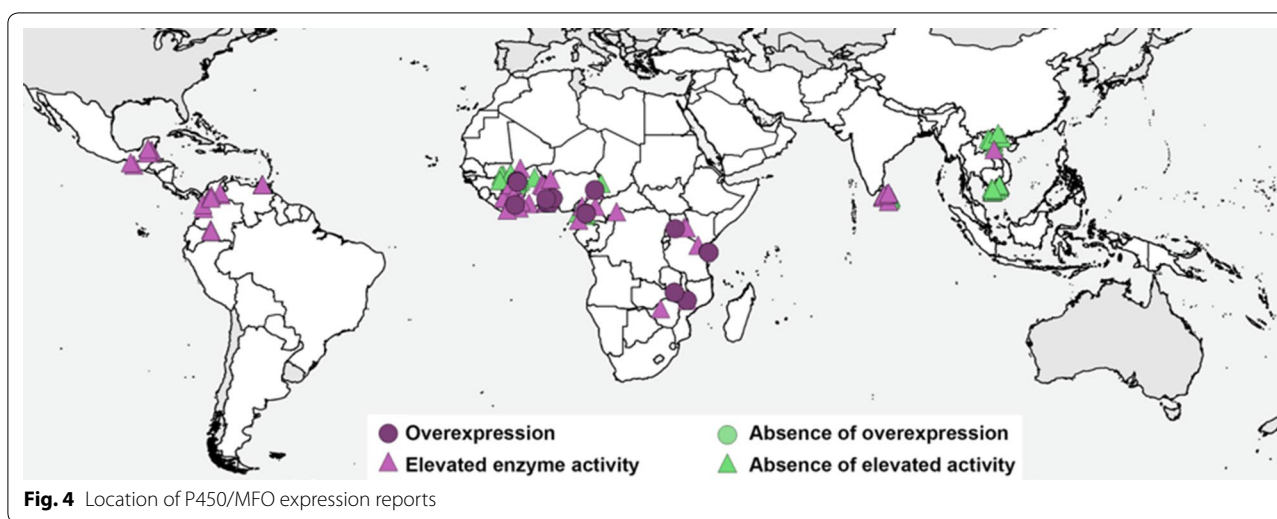 Overexpression
Absence of overexpression
Elevated enzyme activity
Absence of elevated activity
Fig. 4 Location of P450/MFO expression reports